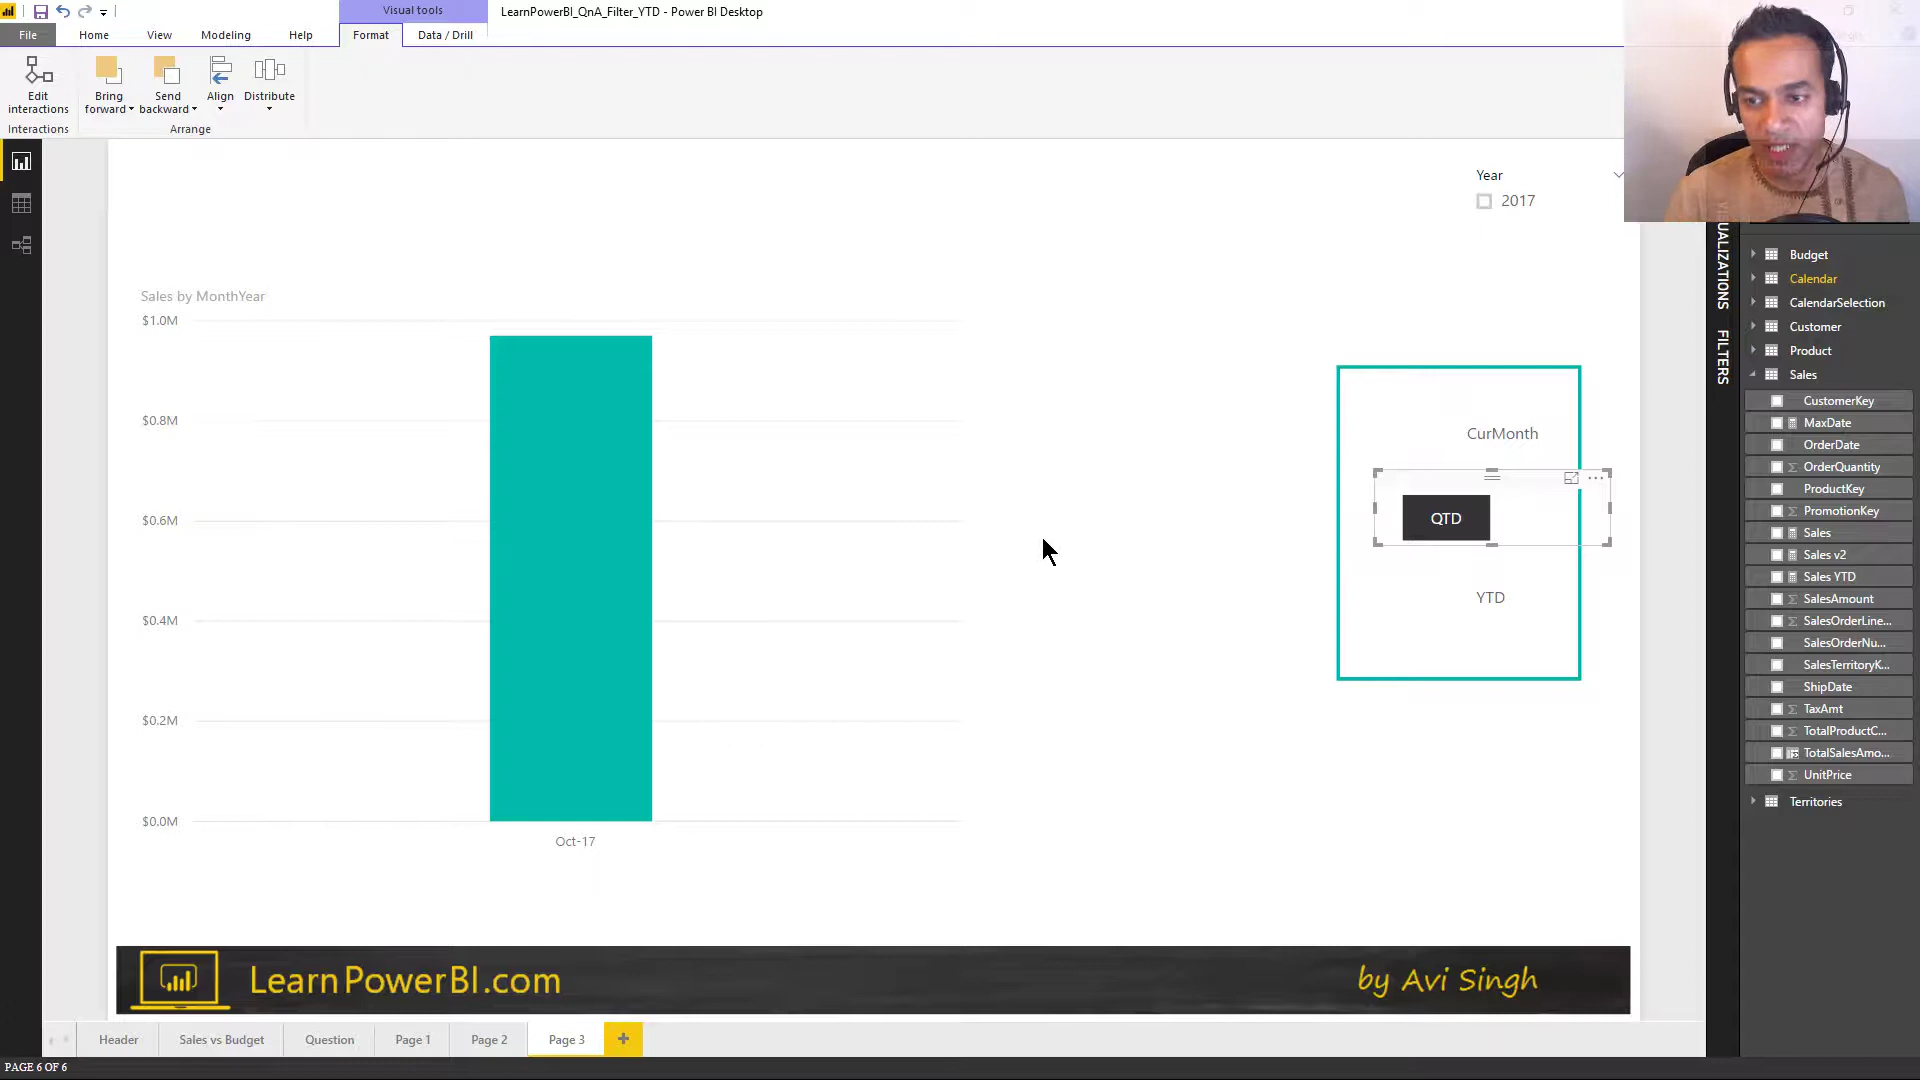 Visual tools
LearnPowerBI_QnA_Filter_YTD - Power BI Desktop
File
Home
View
Modeling
Help
Format
Data / Drill
Edit
interactions
Bring
forward
Send
backward
Align
Distribute
Interactions
Arrange
Year
2017
Sales by MonthYear
$1.0M
$0.8M
$0.6M
$0.4M
$0.2M
$0.0M
Oct-17
CurMonth
QTD
YTD
FILTERS
Budget
Calendar
CalendarSelection
Customer
Product
Sales
CustomerKey
MaxDate
OrderDate
OrderQuantity
ProductKey
PromotionKey
Sales
Sales v2
Sales YTD
SalesAmount
SalesOrderLine...
SalesOrderNu...
SalesTerritoryK...
ShipDate
TaxAmt
TotalProductC...
TotalSalesAmo...
UnitPrice
Territories
LearnPowerBI.com
by Avi Singh
Header
Sales vs Budget
Question
Page 1
Page 2
Page 3
PAGE 6 OF 6